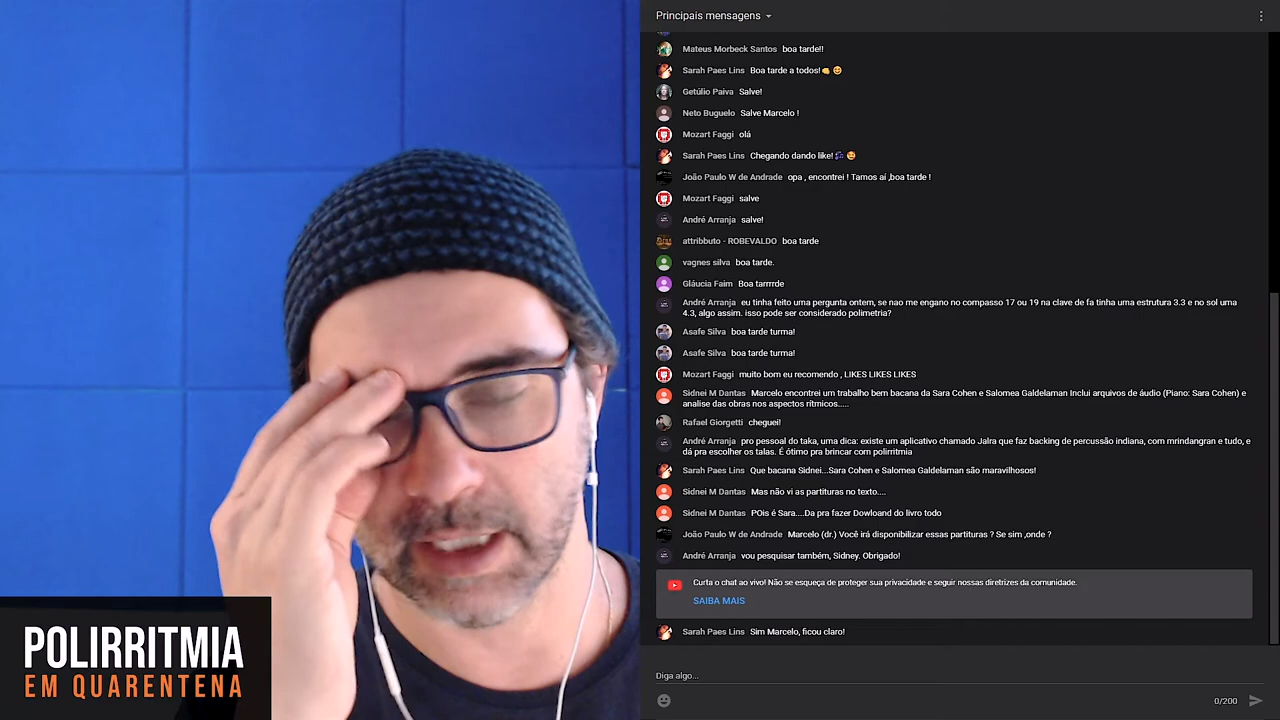 Principais mensagens
Mateus Morbeck Santos boa tarde!!
Sarah Paes Lins Boa tarde a todos!
Getúlio Paiva Salve!
Neto Buguelo Salve Marcelo !
Mozart Faggi olá
Sarah Paes Lins Chegando dando like!
João Paulo W de Andrade opa , encontrei ! Tamos aí ,boa tarde !
Mozart Faggi salve
André Arranja salve!
attribbuto - ROBEVALDO boa tarde
vagnes silva boa tarde.
Gláucia Faim Boa tarrrrde
André Arranja eu tinha feito uma pergunta ontem, se nao me engano no compasso 17 ou 19 na clave de fa tinha uma estrutura 3.3 e no sol uma
4.3, algo assim. isso pode ser considerado polimetria?
Asafe Silva boa tarde turma!
Asafe Silva boa tarde turma!
Mozart Faggi muito bom eu recomendo , LIKES LIKES LIKES
Sidnei M Dantas Marcelo encontrei um trabalho bem bacana da Sara Cohen e Salomea Galdelaman Inclui arquivos de áudio (Piano: Sara Cohen) e
analise das obras nos aspectos rítmicos.....
Rafael Giorgetti cheguei!
André Arranja pro pessoal do taka, uma dica: existe um aplicativo chamado Jalra que faz backing de percussão indiana, com mrindangran e tudo, e
dá pra escolher os talas. É ótimo pra brincar com polirritmia
Sarah Paes Lins Que bacana Sidnei...Sara Cohen e Salomea Galdelaman são maravilhosos!
Sidnei M Dantas Mas não vi as partituras no texto....
Sidnei M Dantas POis é Sara....Da pra fazer Dowloand do livro todo
João Paulo W de Andrade Marcelo (dr.) Você irá disponibilizar essas partituras ? Se sim ,onde ?
André Arranja vou pesquisar também, Sidney. Obrigado!
Curta o chat ao vivo! Não se esqueça de proteger sua privacidade e seguir nossas diretrizes da comunidade.
SAIBA MAIS
Sarah Paes Lins Sim Marcelo, ficou claro!
Diga algo...
0/200
POLIRRITMIA
EM QUARENTENA